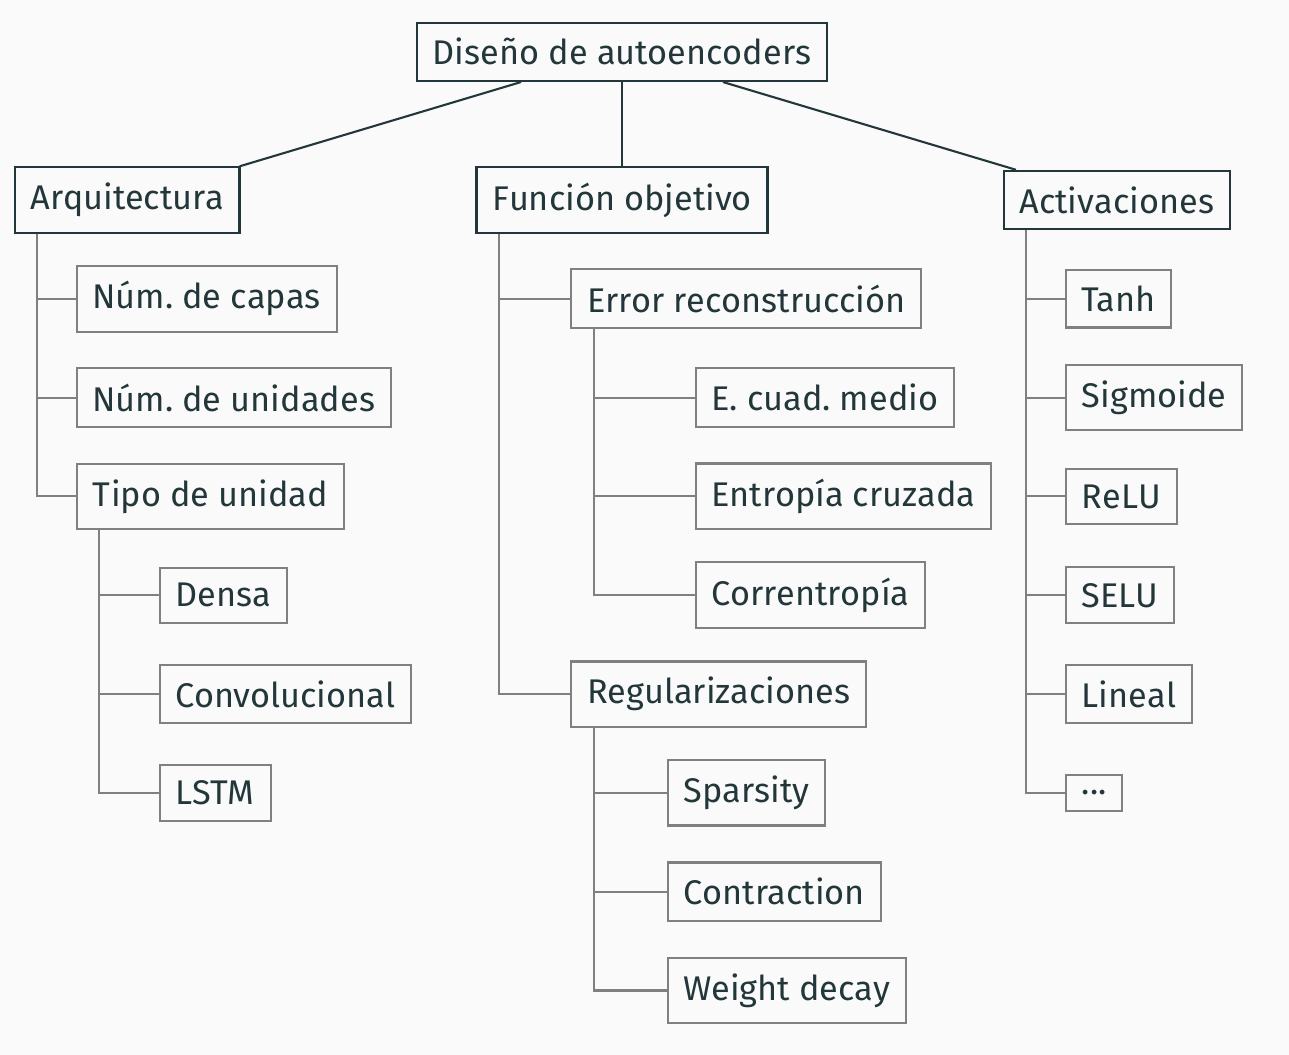 Diseño de autoencoders
Arquitectura
Núm. de capas
Núm. de unidades
Tipo de unidad
Densa
Convolucional
LSTM
Función objetivo
Error reconstrucción
E. cuad. medio
Entropía cruzada
Correntropía
Regularizaciones
Sparsity
Contraction
Weight decay
Activaciones
Tanh
Sigmoide
ReLU
SELU
Lineal
...